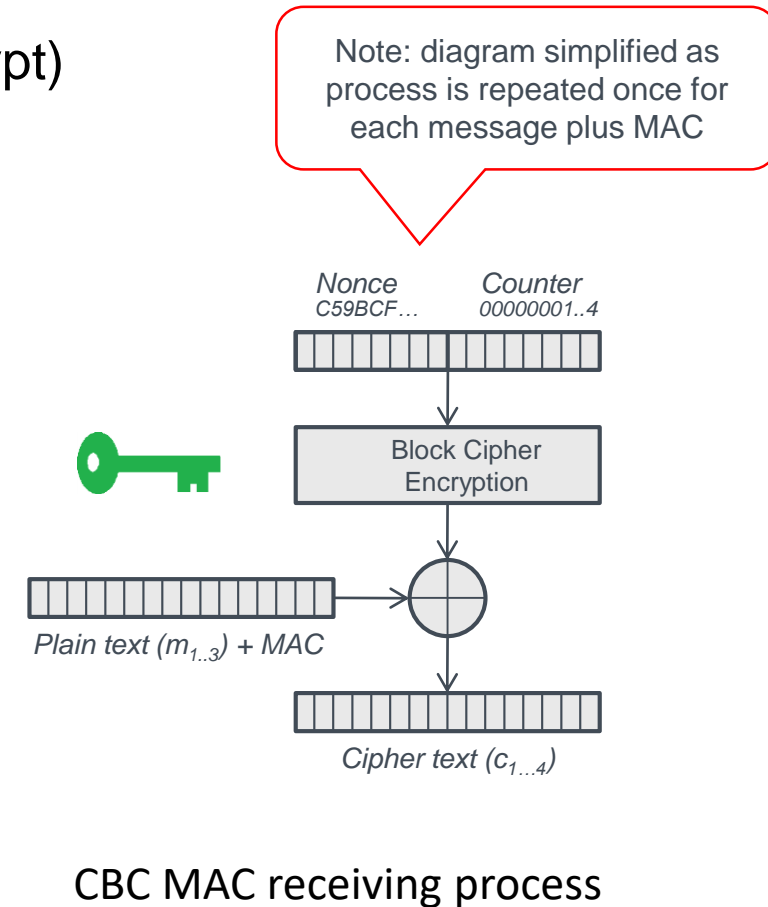 ypt)
Note: diagram simplified as
process is repeated once for
each message plus MAC
Nonce Counter
C59BCF… 00000001..4
Block Cipher
Encryption
Plain text (m1..3) + MAC
Cipher text (c1…4)
CBC MAC receiving process